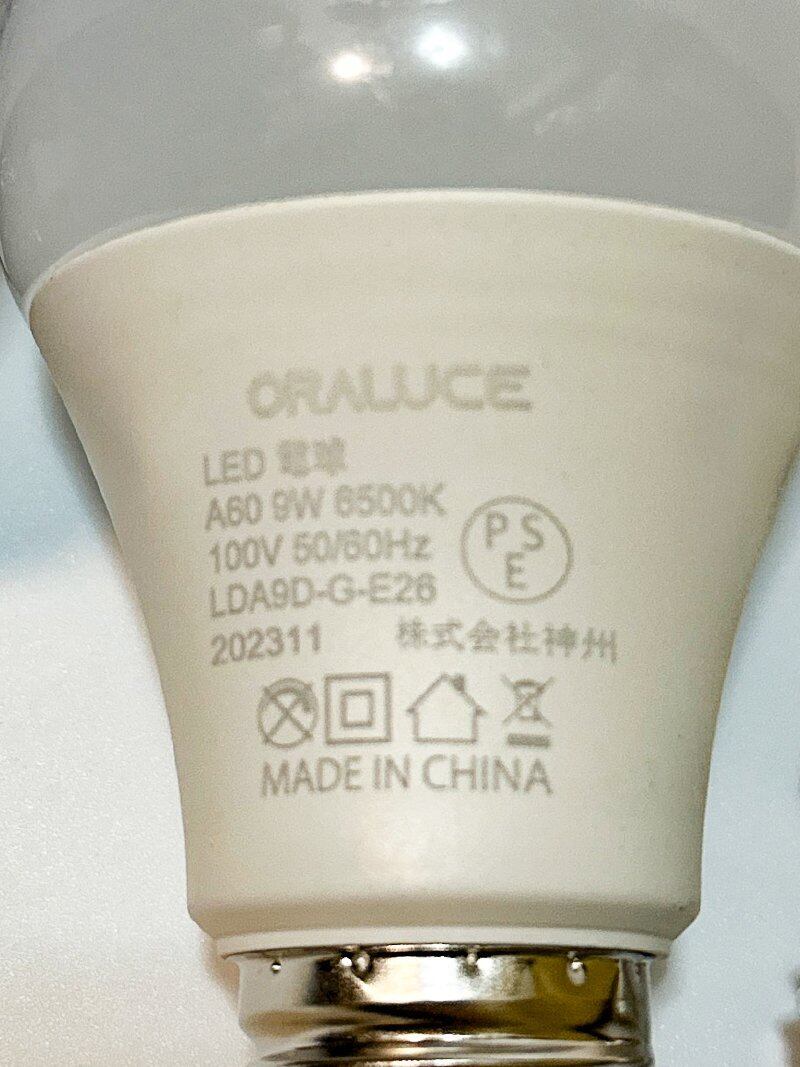 ORALUCE
LED 電球
A60 9W 6500K
100V 50/60Hz
LDA9D-G-E26
PSE
202311 株式会社神州
MADE IN CHINA